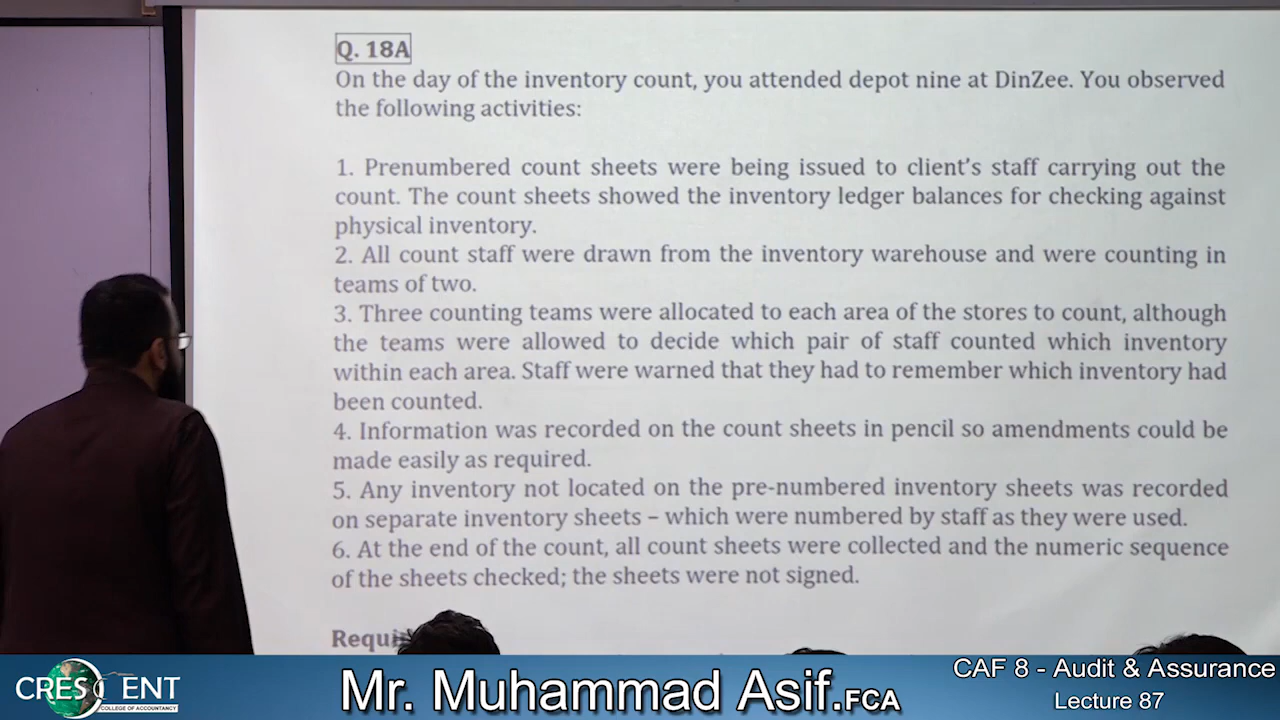 Q. 18A
On the day of the inventory count, you attended depot nine at DinZee. You observed
the following activities:
1. Prenumbered count sheets were being issued to client's staff carrying out the
count. The count sheets showed the inventory ledger balances for checking against
physical inventory.
2. All count staff were drawn from the inventory warehouse and were counting in
teams of two.
3. Three counting teams were allocated to each area of the stores to count, although
the teams were allowed to decide which pair of staff counted which inventory
within each area. Staff were warned that they had to remember which inventory had
been counted.
4. Information was recorded on the count sheets in pencil so amendments could be
made easily as required.
5. Any inventory not located on the pre-numbered inventory sheets was recorded
on separate inventory sheets – which were numbered by staff as they were used.
6. At the end of the count, all count sheets were collected and the numeric sequence
of the sheets checked; the sheets were not signed.
CRESCENT
COLLEGE OF ACCOUNTANCY
Mr. Muhammad Asif.FCA
CAF 8 - Audit & Assurance
Lecture 87